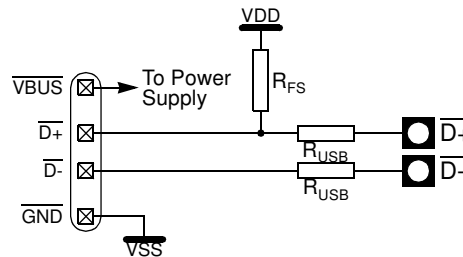 VDD
VBUS
To Power
Supply
RFS
D+
D-
RUSB
D-
D-
RUSB
GND
VSS